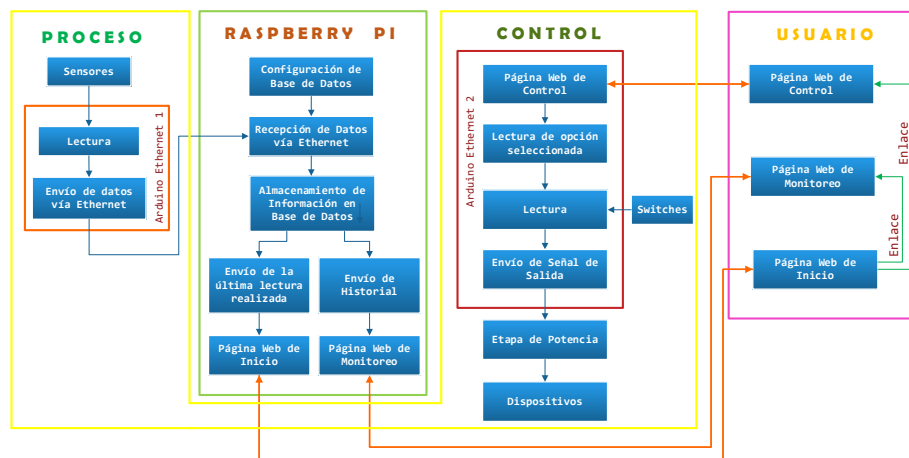 PROCESO
Sensores
Lectura
Envío de datos
vía Ethernet
Arduino Ethernet 1
RASPBERRY PI
Configuración de
Base de Datos
Recepción de Datos
vía Ethernet
Almacenamiento de
Información en
Base de Datos
Envío de la
última lectura
realizada
Envío de
Historial
Página Web de
Inicio
Página Web de
Monitoreo
CONTROL
Arduino Ethernet 2
Página Web de
Control
Lectura de opción
seleccionada
Lectura
Switches
Envío de Señal de
Salida
Etapa de Potencia
Dispositivos
USUARIO
Página Web de
Control
Página Web de
Monitoreo
Página Web de
Inicio
Enlace
Enlace